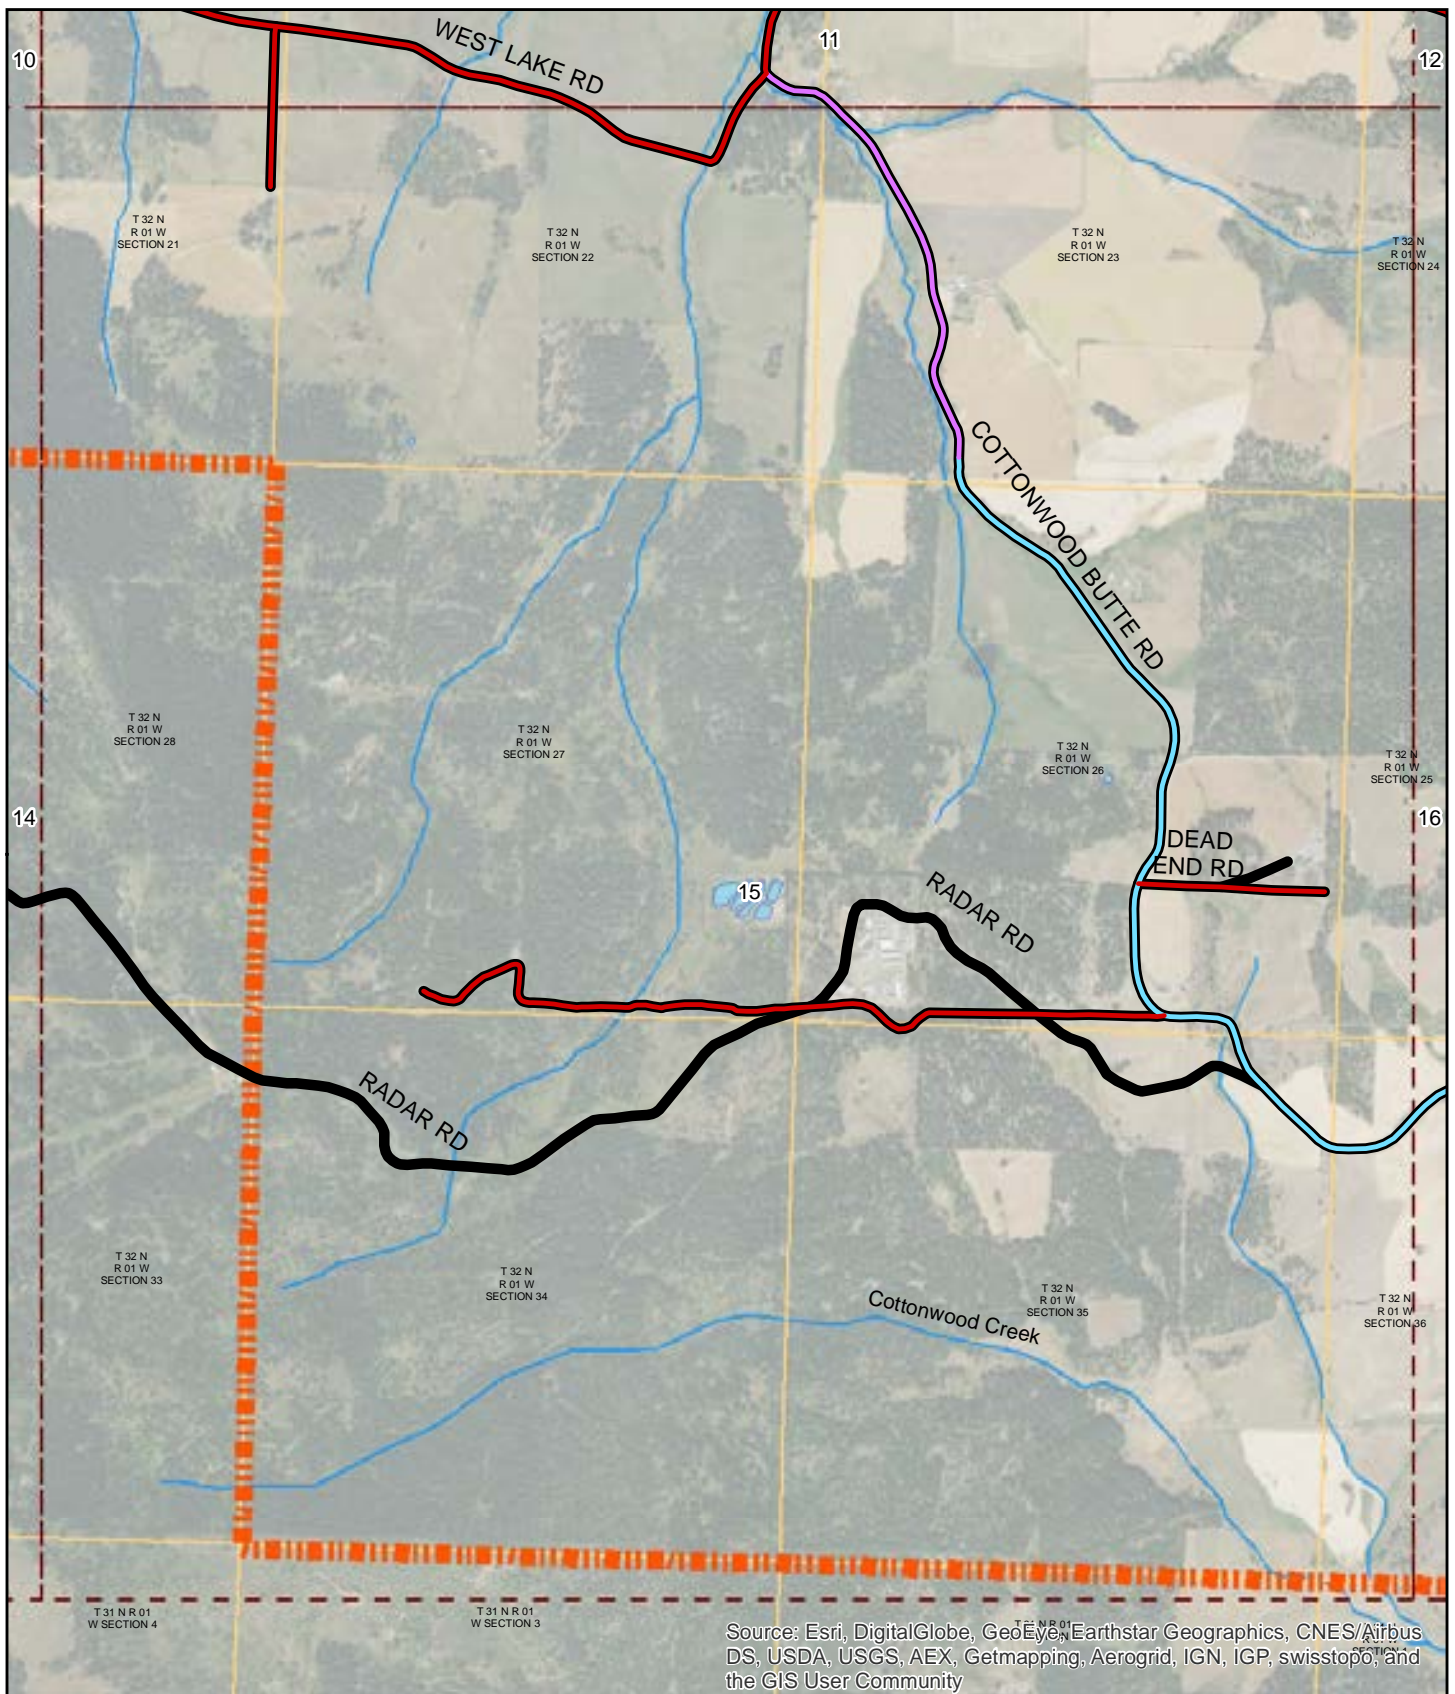 10
WEST LAKE RD
11
12
T 32 N
R 01 W
SECTION 21
T 32 N
R 01 W
SECTION 22
T 32 N
R 01 W
SECTION 23
T 32 N
R 01 W
SECTION 24
COTTONWOOD BUTTE RD
T 32 N
R 01 W
SECTION 28
T 32 N
R 01 W
SECTION 27
T 32 N
R 01 W
SECTION 26
T 32 N
R 01 W
SECTION 25
14
16
DEAD
END RD
15
RADAR RD
RADAR RD
T 32 N
R 01 W
SECTION 33
T 32 N
R 01 W
SECTION 34
T 32 N
R 01 W
SECTION 35
T 32 N
R 01 W
SECTION 36
Cottonwood Creek
T 31 N R 01
W SECTION 4
T 31 N R 01
W SECTION 3
Source: Esri, DigitalGlobe, GeoEye, Earthstar Geographics, CNES/Airbus
DS, USDA, USGS, AEX, Getmapping, Aerogrid, IGN, IGP, swisstopo, and
the GIS User Community